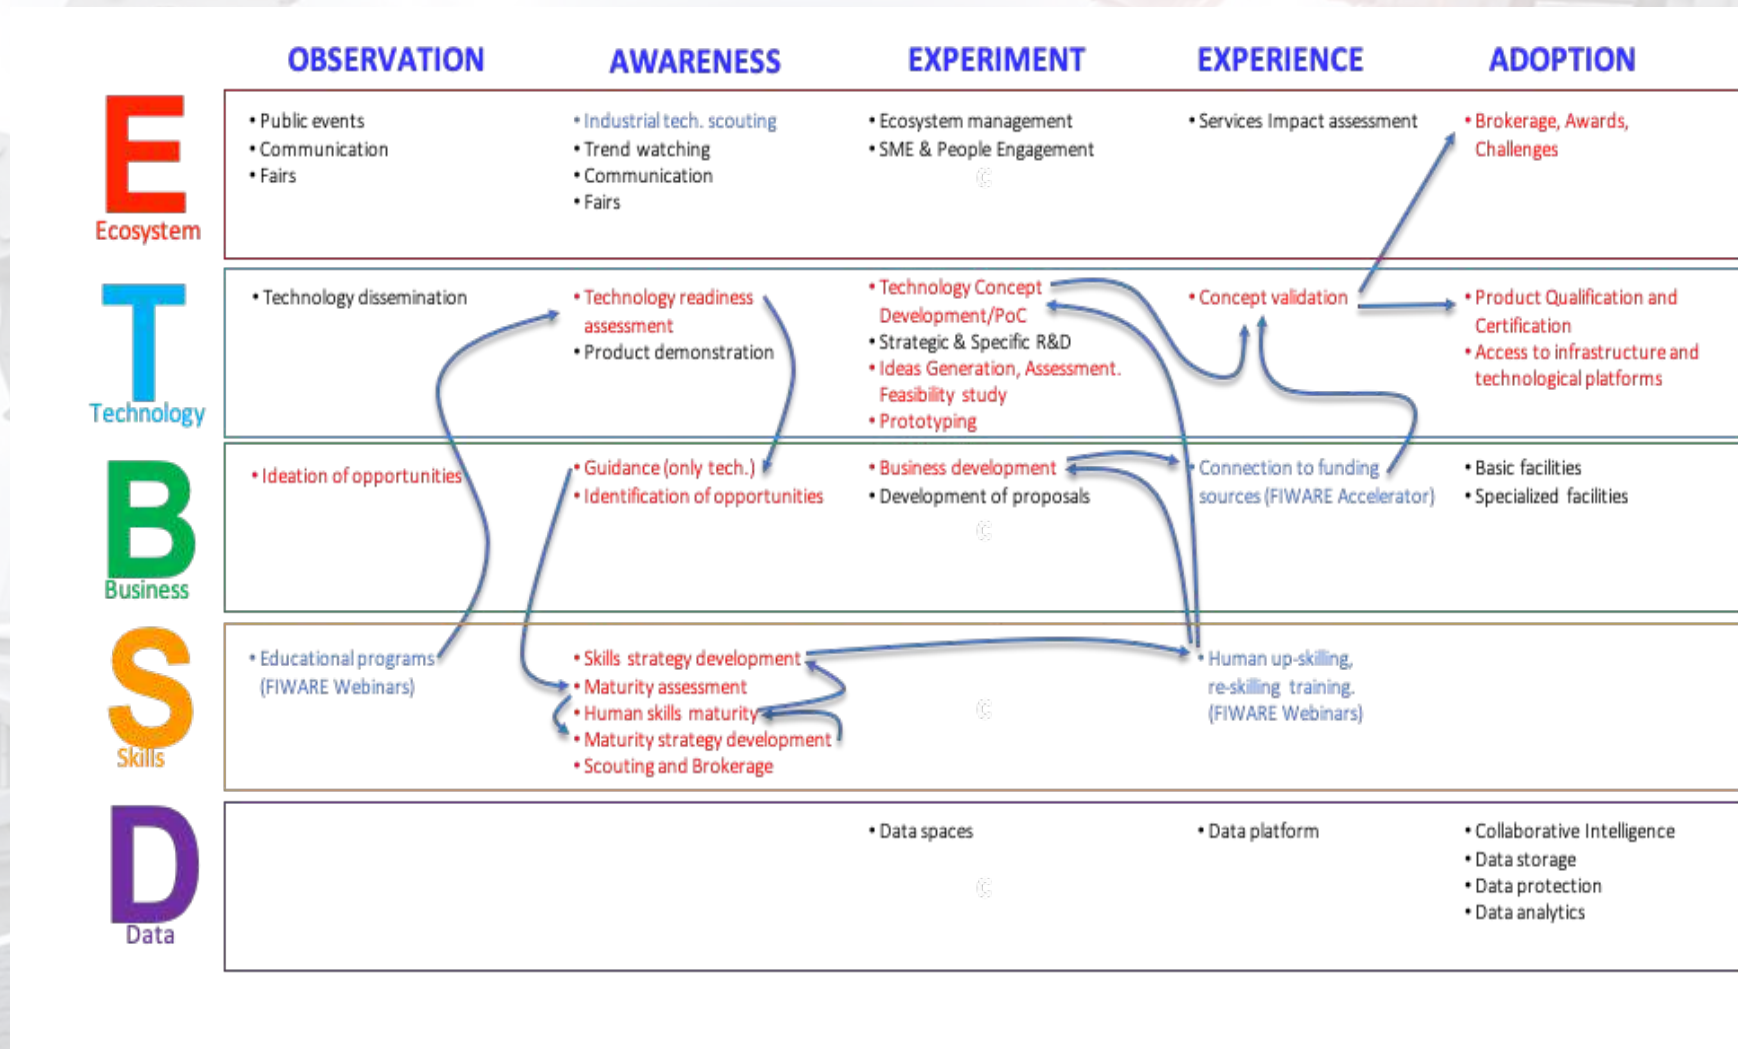 OBSERVATION
AWARENESS
EXPERIMENT
EXPERIENCE
ADOPTION
E
Ecosystem
• Public events
• Communication
• Fairs
• Industrial tech. scouting
• Trend watching
• Communication
• Fairs
• Ecosystem management
• SME & People Engagement
• Services Impact assessment
• Brokerage, Awards,
Challenges
T
Technology
• Technology dissemination
• Technology readiness
assessment
• Product demonstration
• Technology Concept
Development/PoC
• Strategic & Specific R&D
• Ideas Generation, Assessment.
Feasibility study
• Prototyping
• Concept validation
• Product Qualification and
Certification
• Access to infrastructure and
technological platforms
B
Business
• Ideation of opportunities
• Guidance (only tech.)
• Identification of opportunities
• Business development
• Development of proposals
• Connection to funding
sources (FIWARE Accelerator)
• Basic facilities
• Specialized facilities
S
Skills
• Educational programs
(FIWARE Webinars)
• Skills strategy development
• Maturity assessment
• Human skills maturity
• Maturity strategy development
• Scouting and Brokerage
• Human up-skilling,
re-skilling training.
(FIWARE Webinars)
D
Data
• Data spaces
• Data platform
• Collaborative Intelligence
• Data storage
• Data protection
• Data analytics